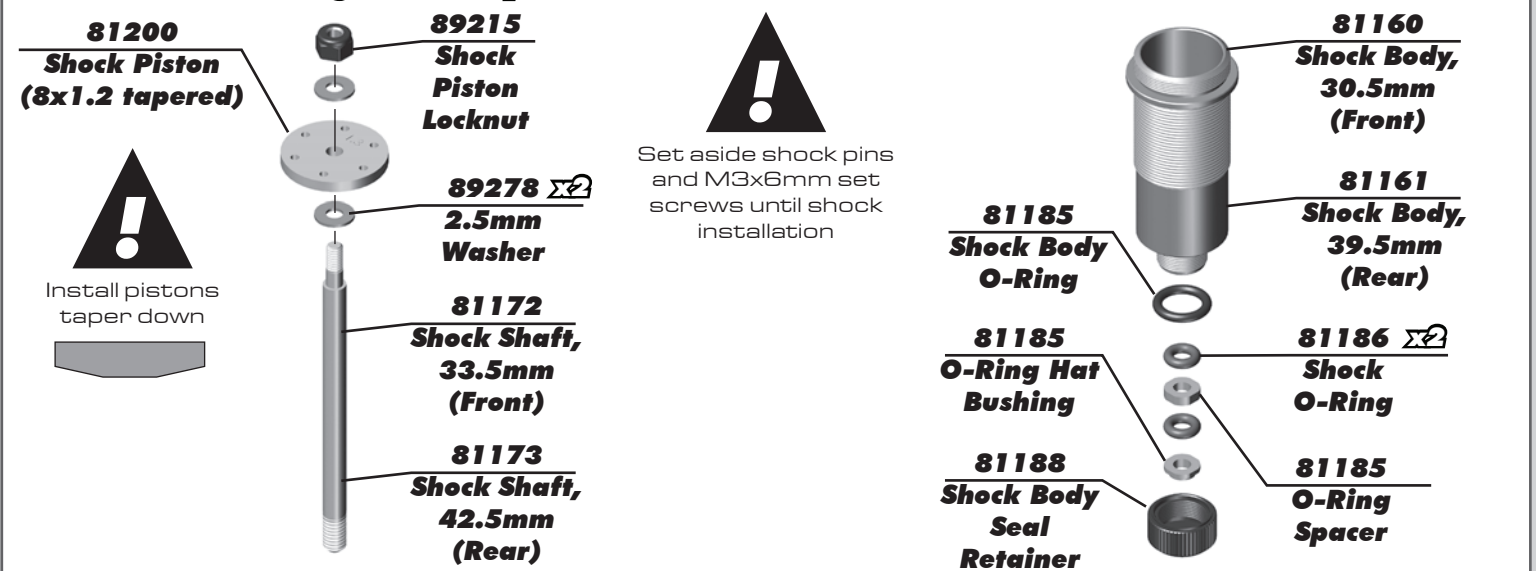 81200
Shock Piston
(8x1.2 tapered)
89215
Shock
Piston
Locknut
Install pistons
taper down
89278 x2
2.5mm
Washer
81172
Shock Shaft,
33.5mm
(Front)
81173
Shock Shaft,
42.5mm
(Rear)
Set aside shock pins
and M3x6mm set
screws until shock
installation
81160
Shock Body,
30.5mm
(Front)
81161
Shock Body,
39.5mm
(Rear)
81185
Shock Body
O-Ring
81185
O-Ring Hat
Bushing
81188
Shock Body
Seal
Retainer
81186 x2
Shock
O-Ring
81185
O-Ring
Spacer